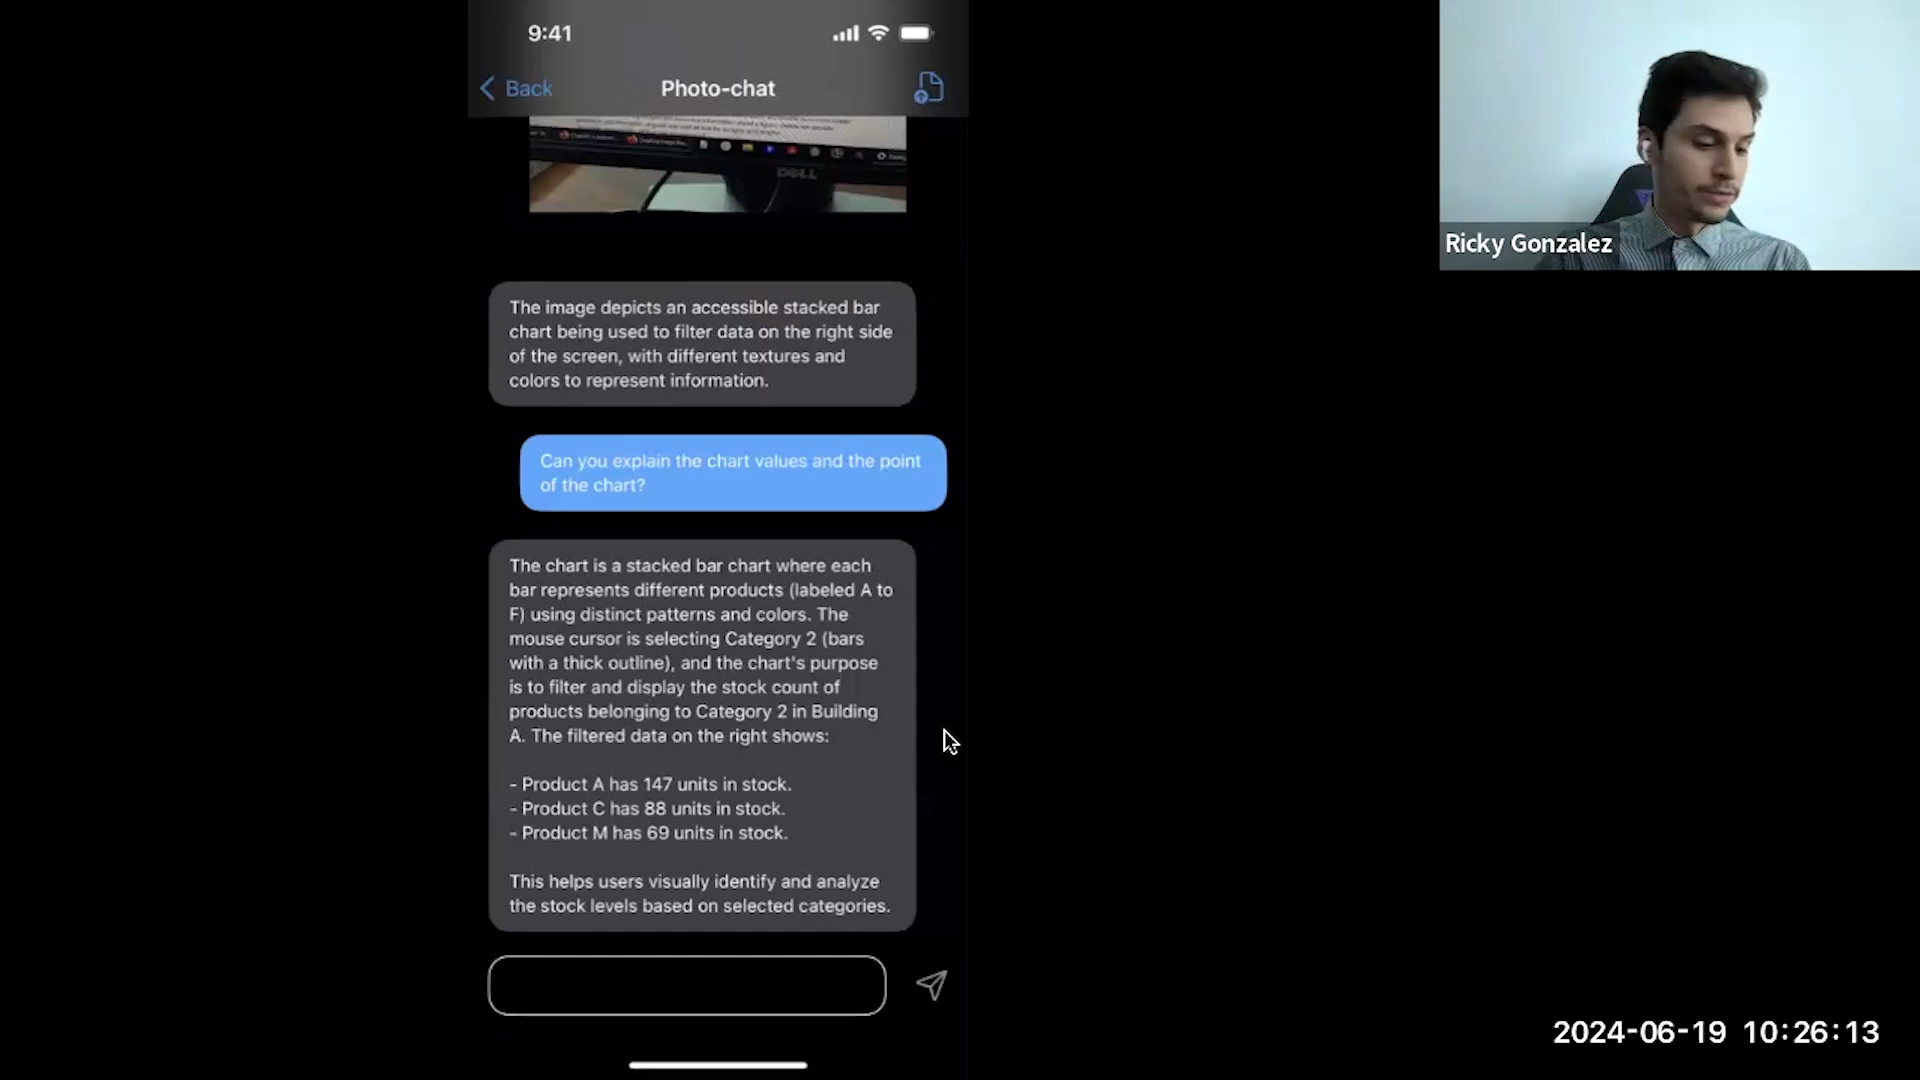 9:41
Back
Photo-chat
DELL
The image depicts an accessible stacked bar
chart being used to filter data on the right side
of the screen, with different textures and
colors to represent information.
Can you explain the chart values and the point
of the chart?
The chart is a stacked bar chart where each
bar represents different products (labeled A to
F) using distinct patterns and colors. The
mouse cursor is selecting Category 2 (bars
with a thick outline), and the chart's purpose
is to filter and display the stock count of
products belonging to Category 2 in Building
A. The filtered data on the right shows:
- Product A has 147 units in stock.
- Product C has 88 units in stock.
- Product M has 69 units in stock.
This helps users visually identify and analyze
the stock levels based on selected categories.
Ricky Gonzalez
2024-06-19 10:26:13